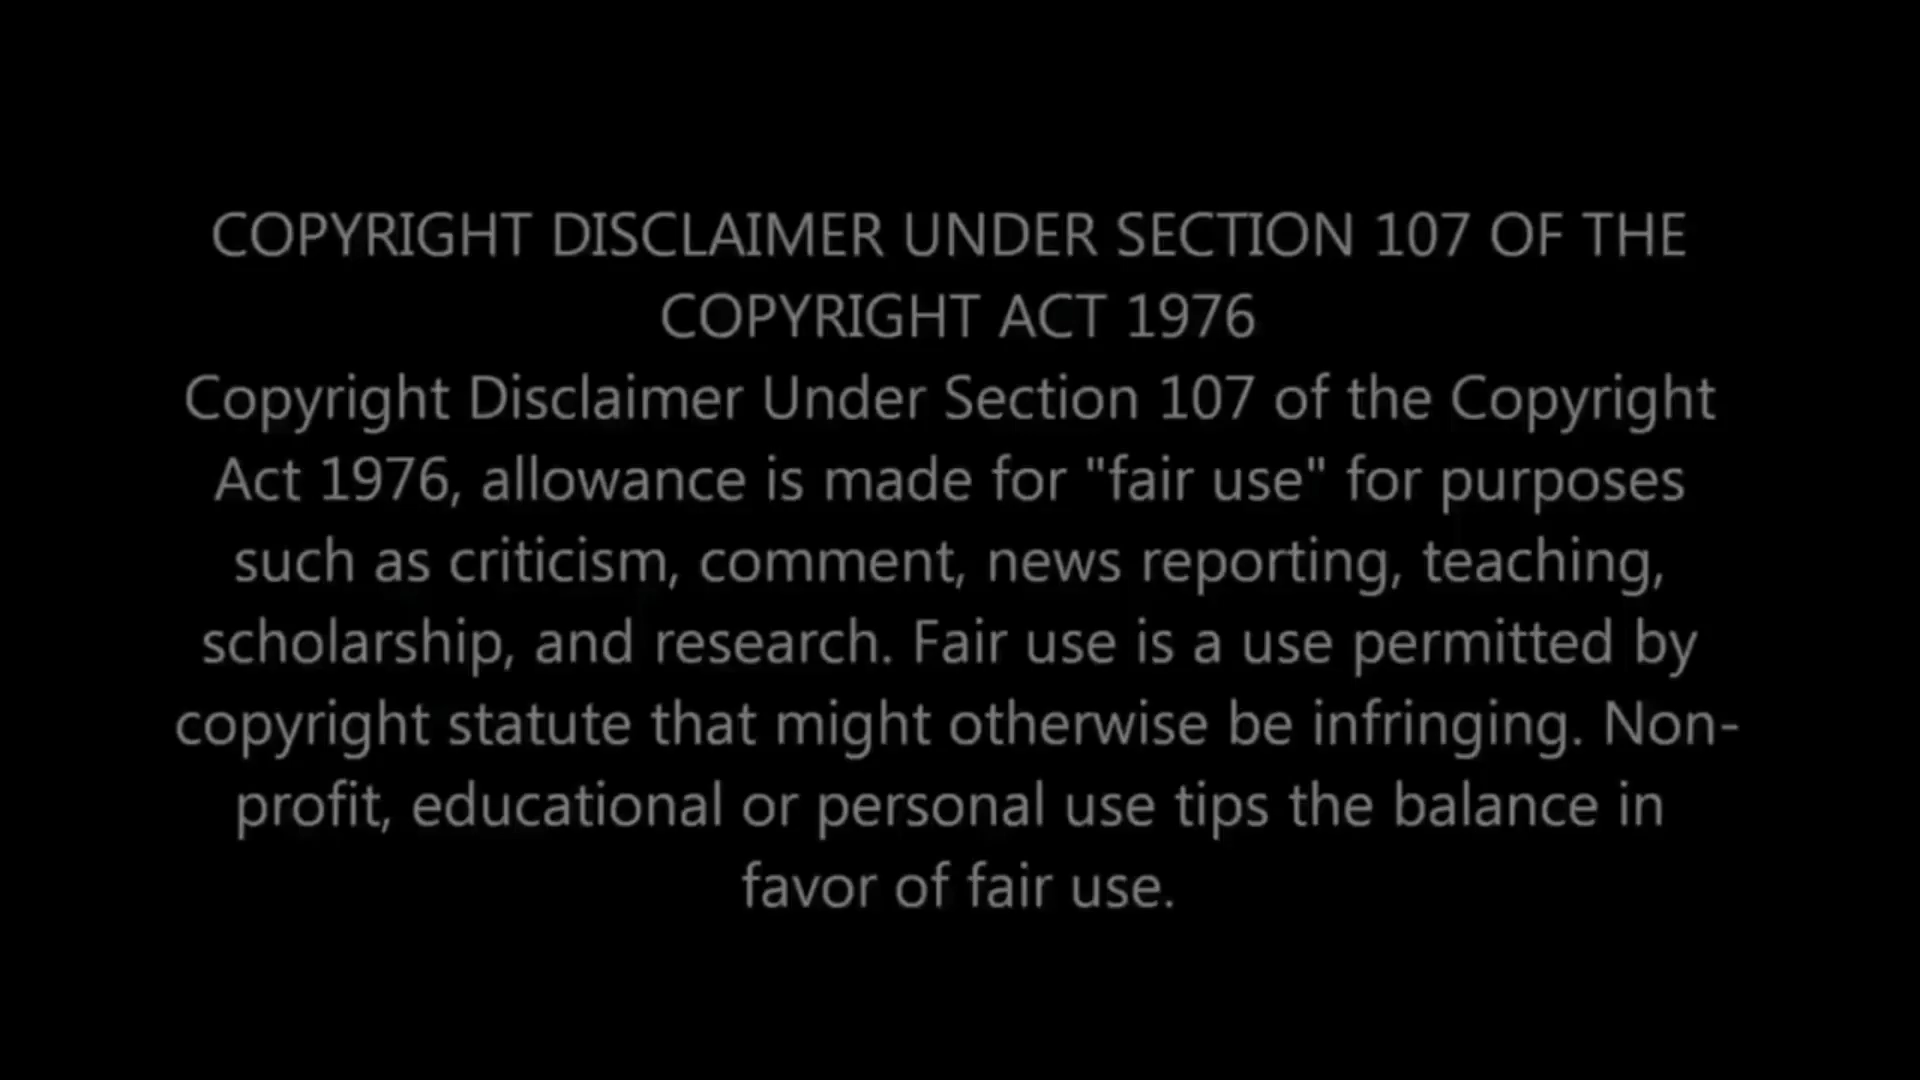 COPYRIGHT DISCLAIMER UNDER SECTION 107 OF THE
COPYRIGHT ACT 1976
Copyright Disclaimer Under Section 107 of the Copyright
Act 1976, allowance is made for "fair use" for purposes
such as criticism, comment, news reporting, teaching,
scholarship, and research. Fair use is a use permitted by
copyright statute that might otherwise be infringing. Non-
profit, educational or personal use tips the balance in
favor of fair use.